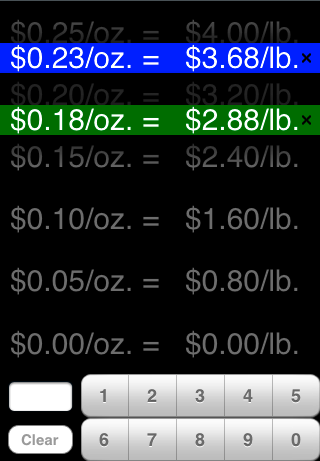 $0.25/oz. = $4.00/lb.
$0.23/oz. = $3.68/lb. ×
$0.20/oz. = $3.20/lb.
$0.18/oz. = $2.88/lb. ×
$0.15/oz. = $2.40/lb.
$0.10/oz. = $1.60/lb.
$0.05/oz. = $0.80/lb.
$0.00/oz. = $0.00/lb.
1 2 3 4 5
Clear 6 7 8 9 0